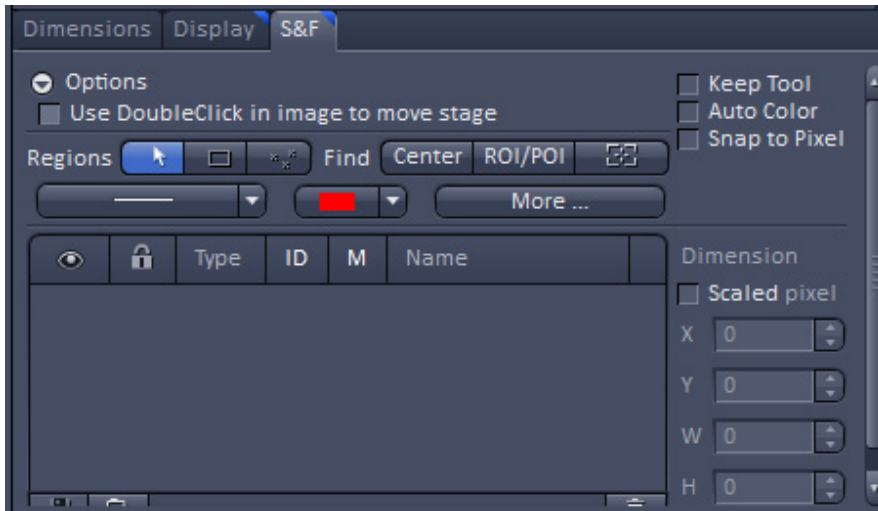 Dimensions Display S&F
Options
Use DoubleClick in image to move stage
Keep Tool
Auto Color
Snap to Pixel
Regions Find Center ROI/POI
More ...
Type ID M Name
Dimension
Scaled pixel
X 0
Y 0
W 0
H 0